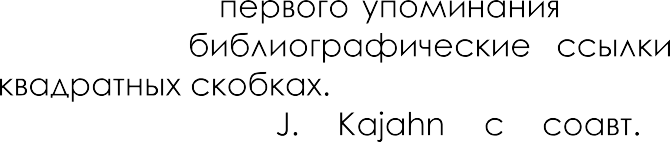 первого упоминания
библиографические ссылки
квадратных скобках.
J. Kajahn с соавт.